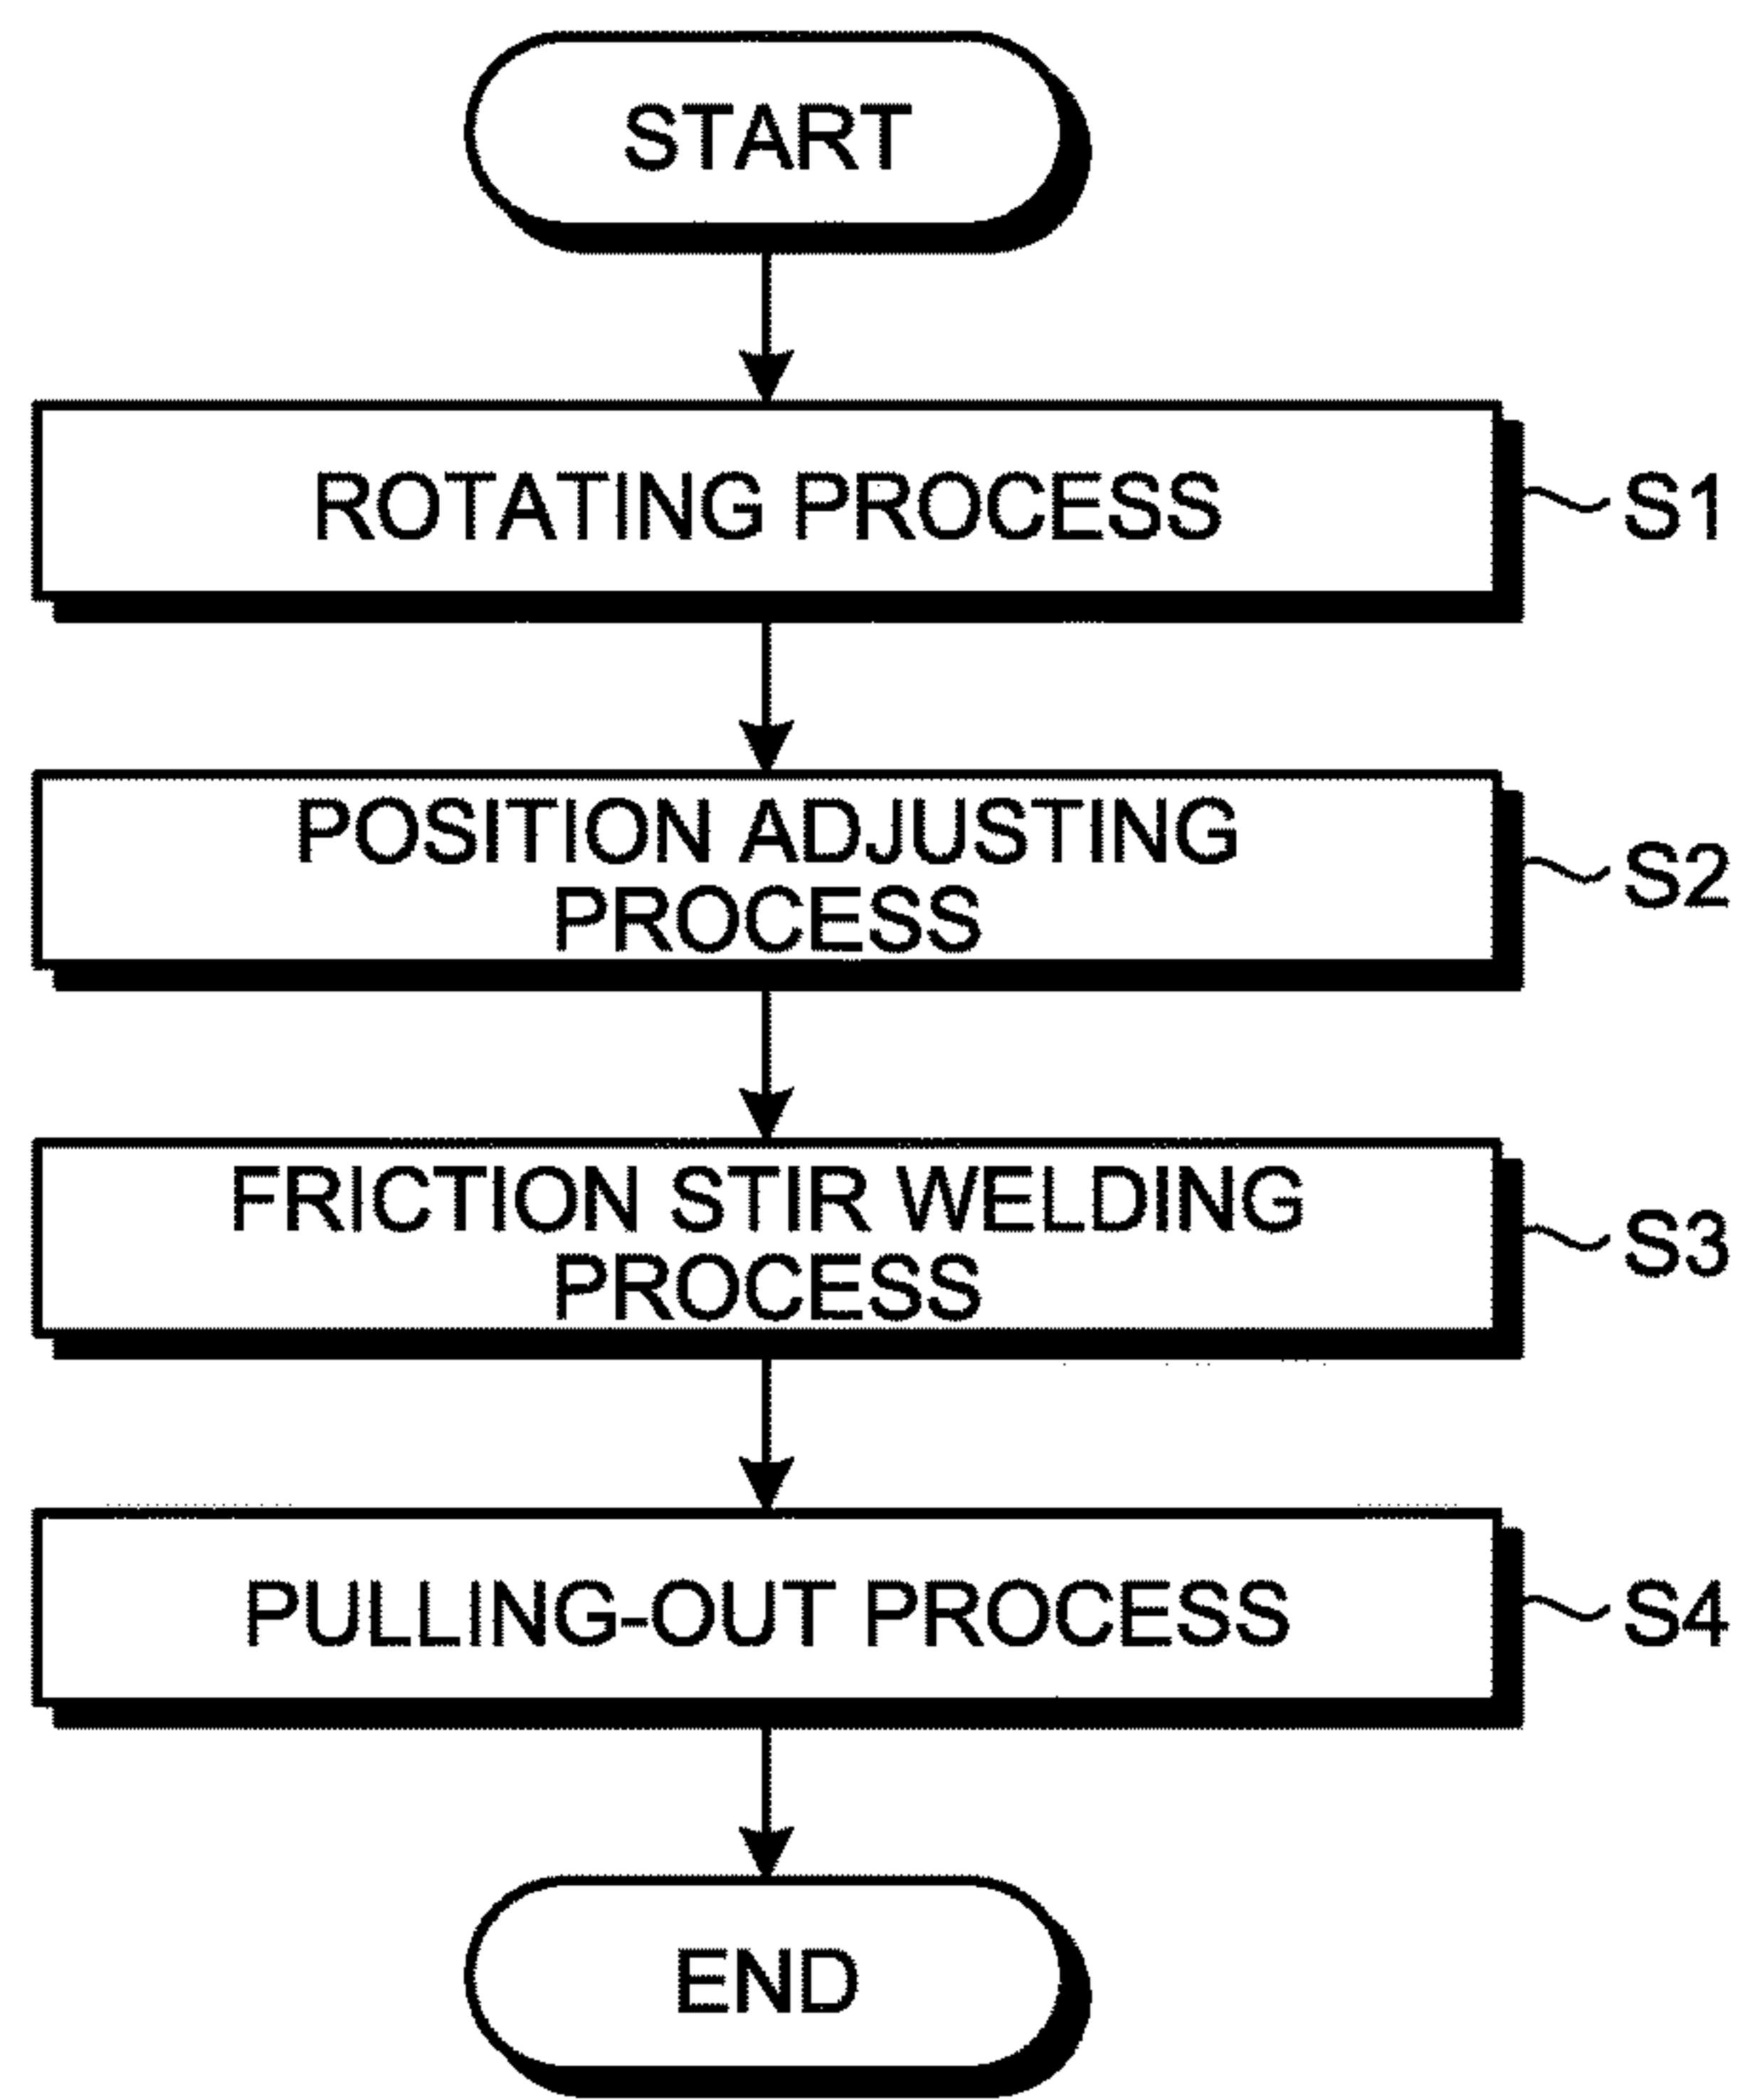 START
ROTATING PROCESS
S1
POSITION ADJUSTING
PROCESS
S2
FRICTION STIR WELDING
PROCESS
S3
PULLING-OUT PROCESS
S4
END